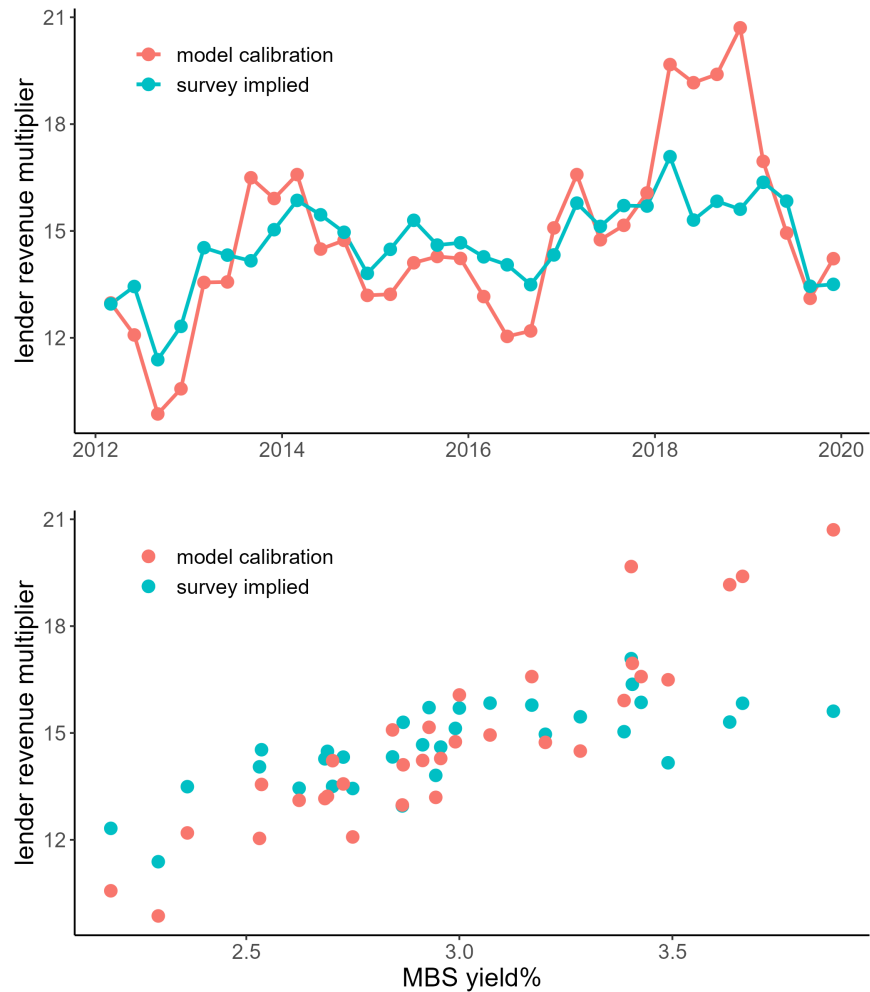 21
18
15
12
lender revenue multiplier
model calibration
survey implied
2012 2014 2016 2018 2020
21
18
15
12
lender revenue multiplier
model calibration
survey implied
2.5 3.0 3.5
MBS yield%